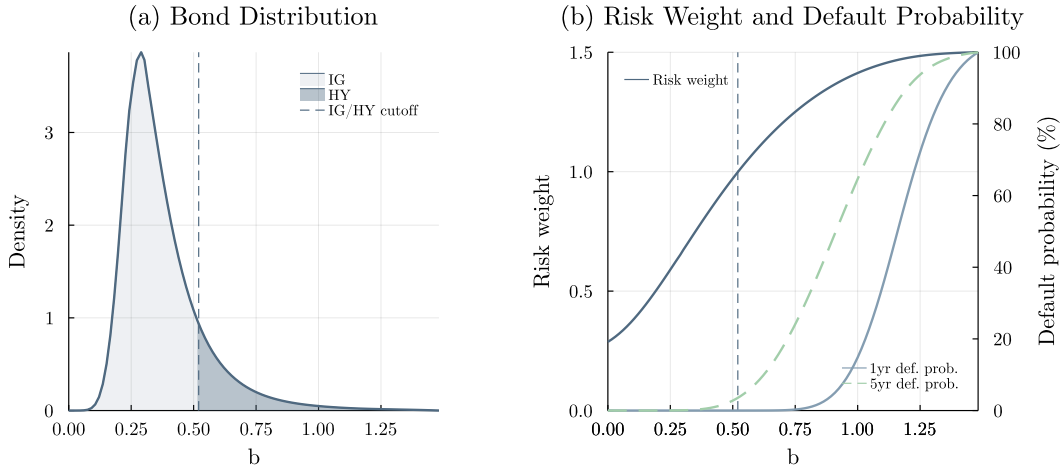 (a) Bond Distribution
Density
3
2
1
0
0.00 0.25 0.50 0.75 1.00 1.25
b
IG
HY
IG/HY cutoff
(b) Risk Weight and Default Probability
Risk weight
1.5
1.0
0.5
0.0
0.00 0.25 0.50 0.75 1.00 1.25
b
Risk weight
1yr def. prob.
5yr def. prob.
100
80
60
40
20
0
Default probability (%)